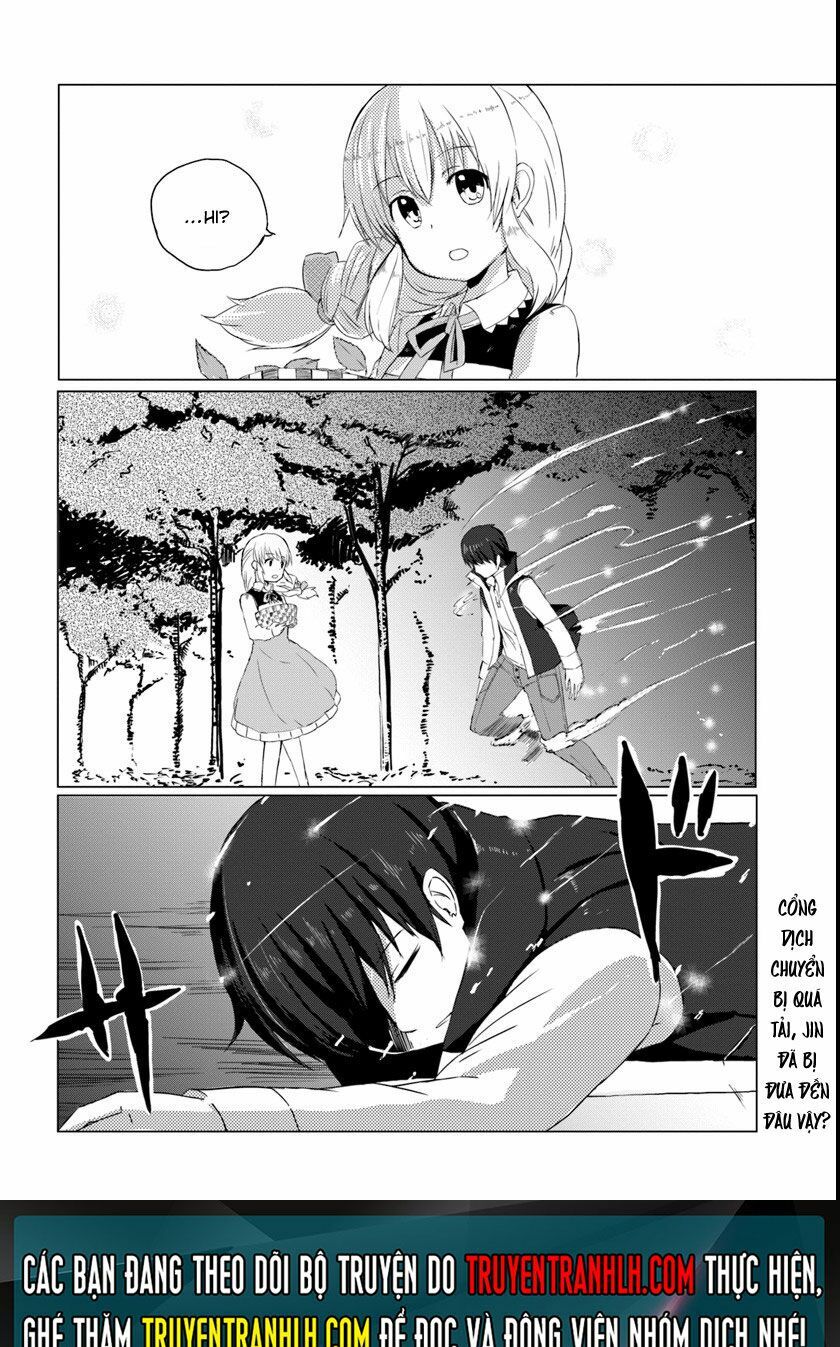 ...HI?
ドサ
CỔNG
DỊCH
CHUYỂN
BỊ QUÁ
TẢI, JIN
ĐÃ BỊ
ĐƯA ĐẾN
ĐÂU VẬY?
CÁC BẠN ĐANG THEO DÕI BỘ TRUYỆN DO TRUYENTRANHLH.COM THỰC HIỆN,
GHÉ THĂM TRUYENTRANHLH.COM ĐỂ ĐỌC VÀ ĐỘNG VIÊN NHÓM DỊCH NHÉ!